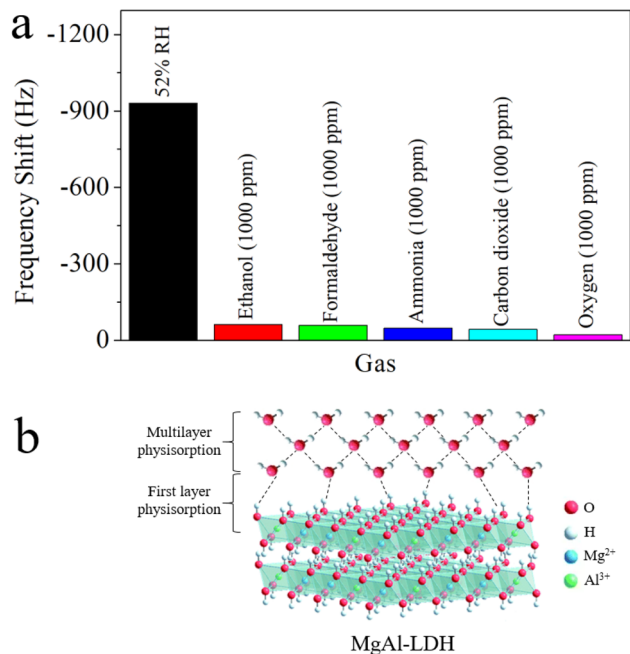 a
Frequency Shift (Hz)
-1200
-900
-600
-300
0
52% RH
Ethanol (1000 ppm)
Formaldehyde (1000 ppm)
Ammonia (1000 ppm)
Carbon dioxide (1000 ppm)
Oxygen (1000 ppm)
Gas
b
Multilayer
physisorption
First layer
physisorption
O
H
Mg²⁺
Al³⁺
MgAl-LDH